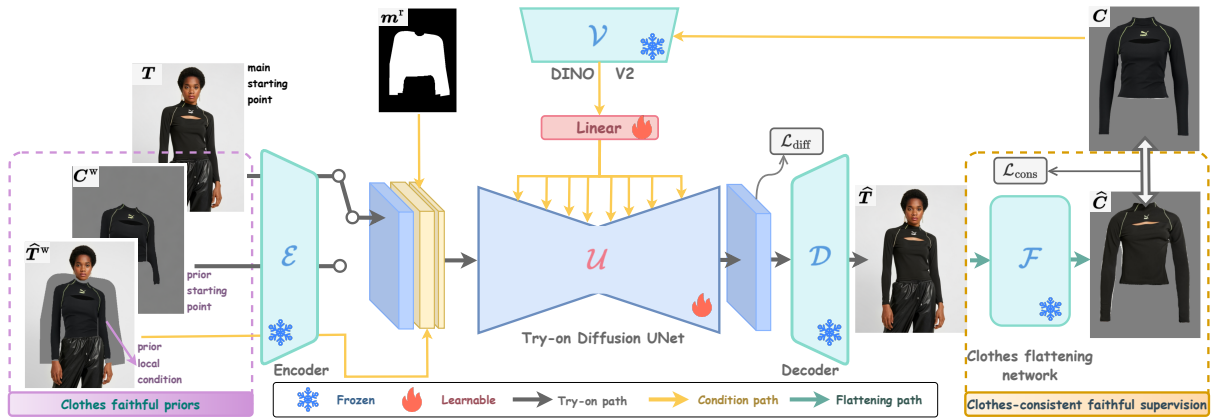 T
main
starting
point
C^w
T̂^w
prior
starting
point
prior
local
condition
Clothes faithful priors
ℰ
Encoder
m^r
𝒱
DINO V2
Linear
𝒰
Try-on Diffusion UNet
ℒ_diff
𝒟
Decoder
T̂
C
ℒ_cons
Ĉ
ℱ
Clothes flattening
network
Clothes-consistent faithful supervision
Frozen
Learnable
Try-on path
Condition path
Flattening path